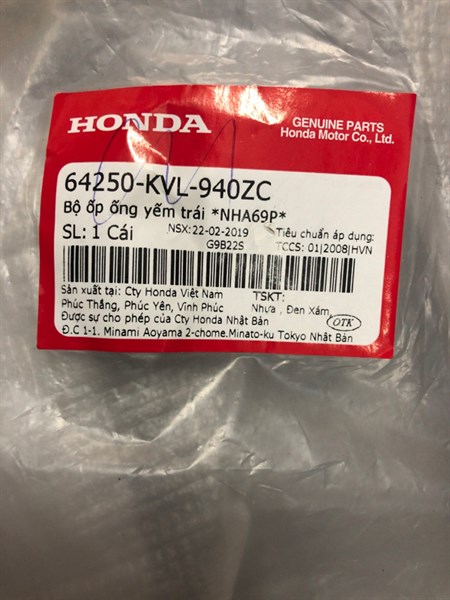 HONDA
GENUINE PARTS
Honda Motor Co., Ltd.
64250-KVL-940ZC
Bộ ốp ống yếm trái *NHA69P*
SL: 1 Cái
NSX: 22-02-2019
G9B22S
Tiêu chuẩn áp dụng:
TCCS: 01|2008|HVN
Sản xuất tại: Cty Honda Việt Nam
Phúc Thắng, Phúc Yên, Vĩnh Phúc
Được sự cho phép của Cty Honda Nhật Bản
Đ.C 1-1. Minami Aoyama 2-chome.Minato-ku Tokyo Nhật Bản
TSKT:
Nhựa , Đen Xám,
OTK